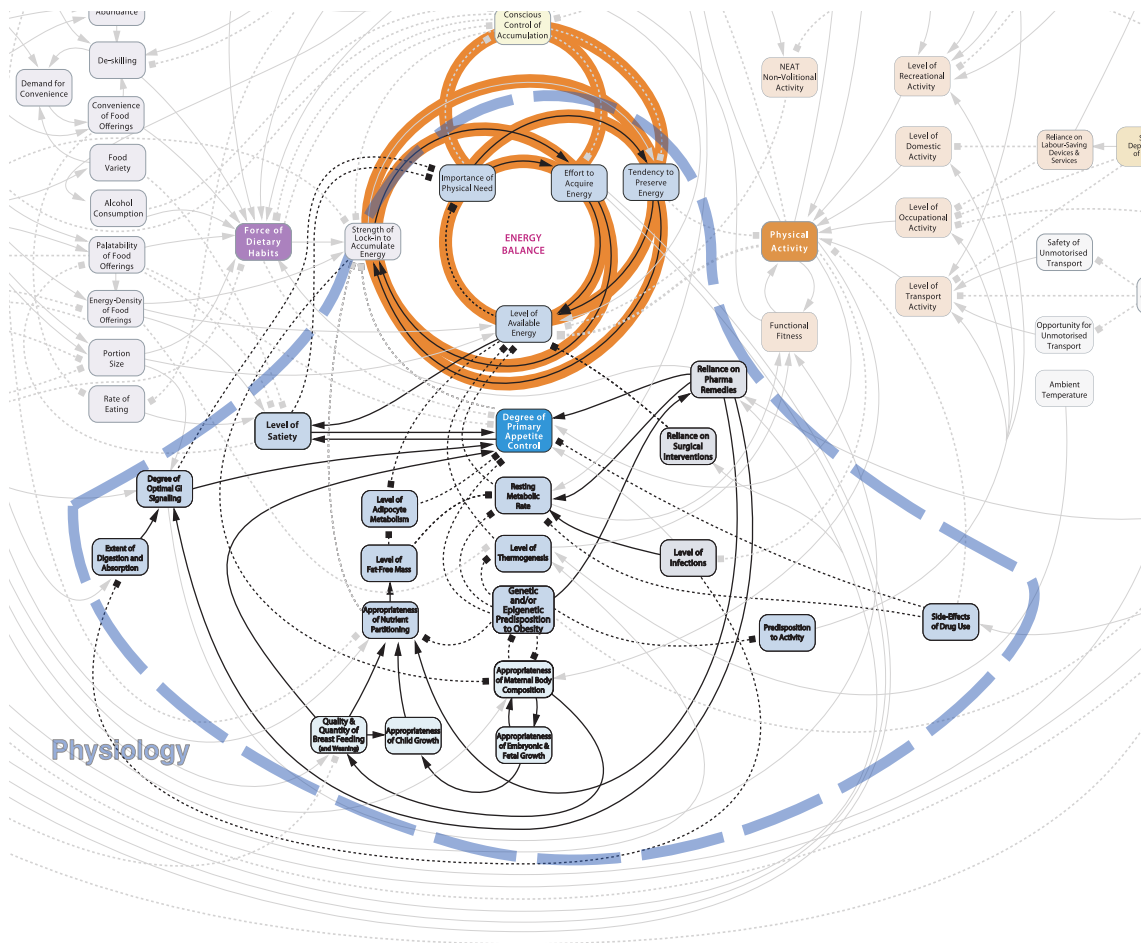 Abundance
Conscious
Control of
Accumulation
De-skilling
Demand for
Convenience
NEAT
Non-Volitional
Activity
Level of
Recreational
Activity
Convenience
of Food
Offerings
Level of
Domestic
Activity
Reliance on
Labour-Saving
Devices &
Services
Food
Variety
Importance of
Physical Need
Effort to
Acquire
Energy
Tendency to
Preserve
Energy
Alcohol
Consumption
Level of
Occupational
Activity
Force of
Dietary
Habits
Strength of
Lock-in to
Accumulate
Energy
ENERGY
BALANCE
Physical
Activity
Palatability
of Food
Offerings
Safety of
Unmotorised
Transport
Energy-Density
of Food
Offerings
Level of
Transport
Activity
Level of
Available
Energy
Functional
Fitness
Opportunity for
Unmotorised
Transport
Portion
Size
Reliance on
Pharma
Remedies
Ambient
Temperature
Rate of
Eating
Level of
Satiety
Degree of
Primary
Appetite
Control
Reliance on
Surgical
Interventions
Degree of
Optimal GI
Signalling
Level of
Adipocyte
Metabolism
Resting
Metabolic
Rate
Extent of
Digestion and
Absorption
Level of
Fat-Free Mass
Level of
Thermogenesis
Level of
Infections
Appropriateness
of Nutrient
Partitioning
Genetic
and/or
Epigenetic
Predisposition
to Obesity
Predisposition
to Activity
Side-Effects
of Drug Use
Appropriateness
of Maternal Body
Composition
Quality &
Quantity of
Breast Feeding
(and Weaning)
Appropriateness
of Child Growth
Appropriateness
of Embryonic &
Fetal Growth
Physiology